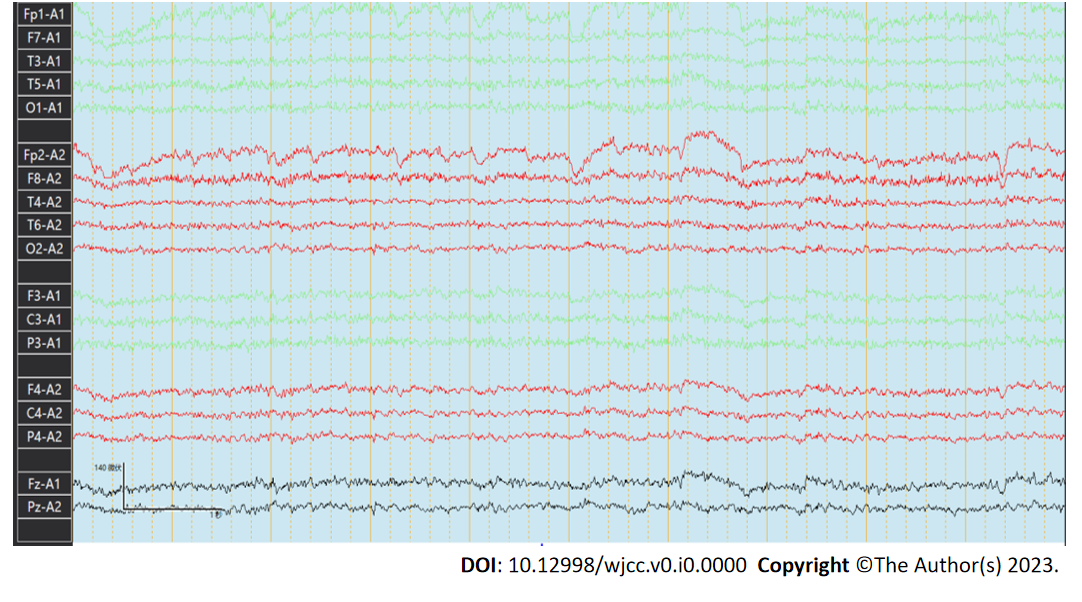 Fp1-A1
F7-A1
T3-A1
T5-A1
O1-A1
Fp2-A2
F8-A2
T4-A2
T6-A2
O2-A2
F3-A1
C3-A1
P3-A1
F4-A2
C4-A2
P4-A2
140 微伏
Fz-A1
Pz-A2
1秒
DOI: 10.12998/wjcc.v0.i0.0000 Copyright ©The Author(s) 2023.